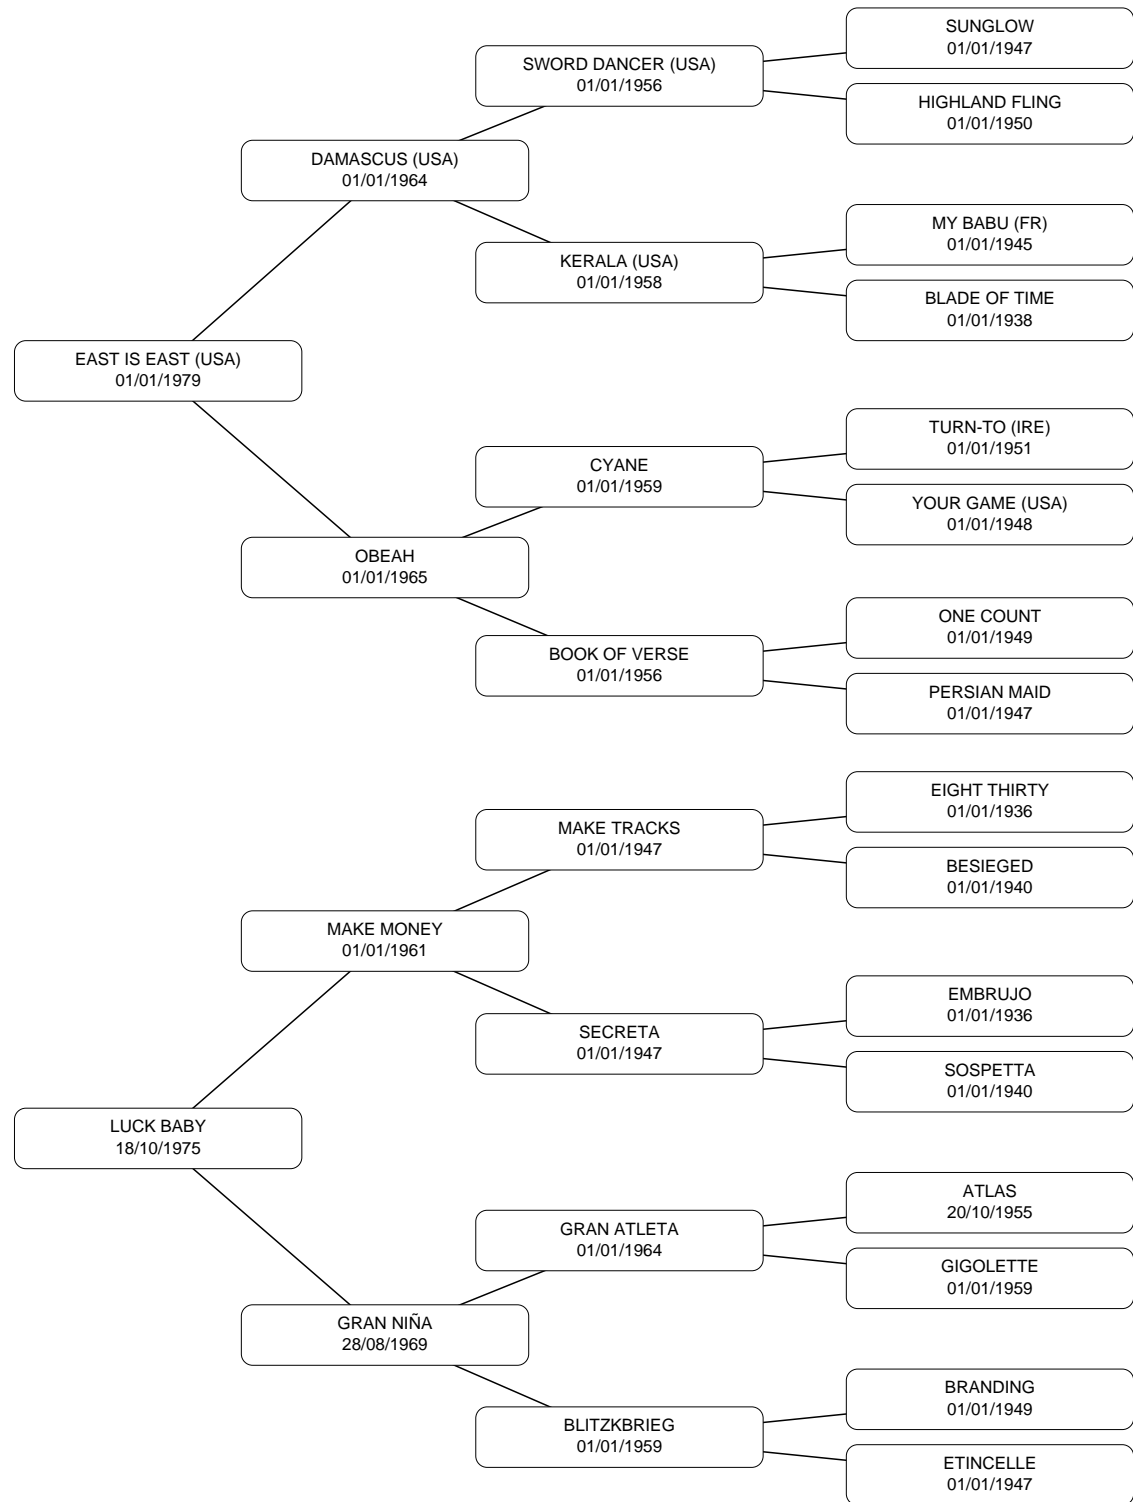 SUNGLOW
01/01/1947
SWORD DANCER (USA)
01/01/1956
HIGHLAND FLING
01/01/1950
DAMASCUS (USA)
01/01/1964
MY BABU (FR)
01/01/1945
KERALA (USA)
01/01/1958
BLADE OF TIME
01/01/1938
EAST IS EAST (USA)
01/01/1979
TURN-TO (IRE)
01/01/1951
CYANE
01/01/1959
YOUR GAME (USA)
01/01/1948
OBEAH
01/01/1965
ONE COUNT
01/01/1949
BOOK OF VERSE
01/01/1956
PERSIAN MAID
01/01/1947
EIGHT THIRTY
01/01/1936
MAKE TRACKS
01/01/1947
BESIEGED
01/01/1940
MAKE MONEY
01/01/1961
EMBRUJO
01/01/1936
SECRETA
01/01/1947
SOSPETTA
01/01/1940
LUCK BABY
18/10/1975
ATLAS
20/10/1955
GRAN ATLETA
01/01/1964
GIGOLETTE
01/01/1959
GRAN NIÑA
28/08/1969
BRANDING
01/01/1949
BLITZKBRIEG
01/01/1959
ETINCELLE
01/01/1947